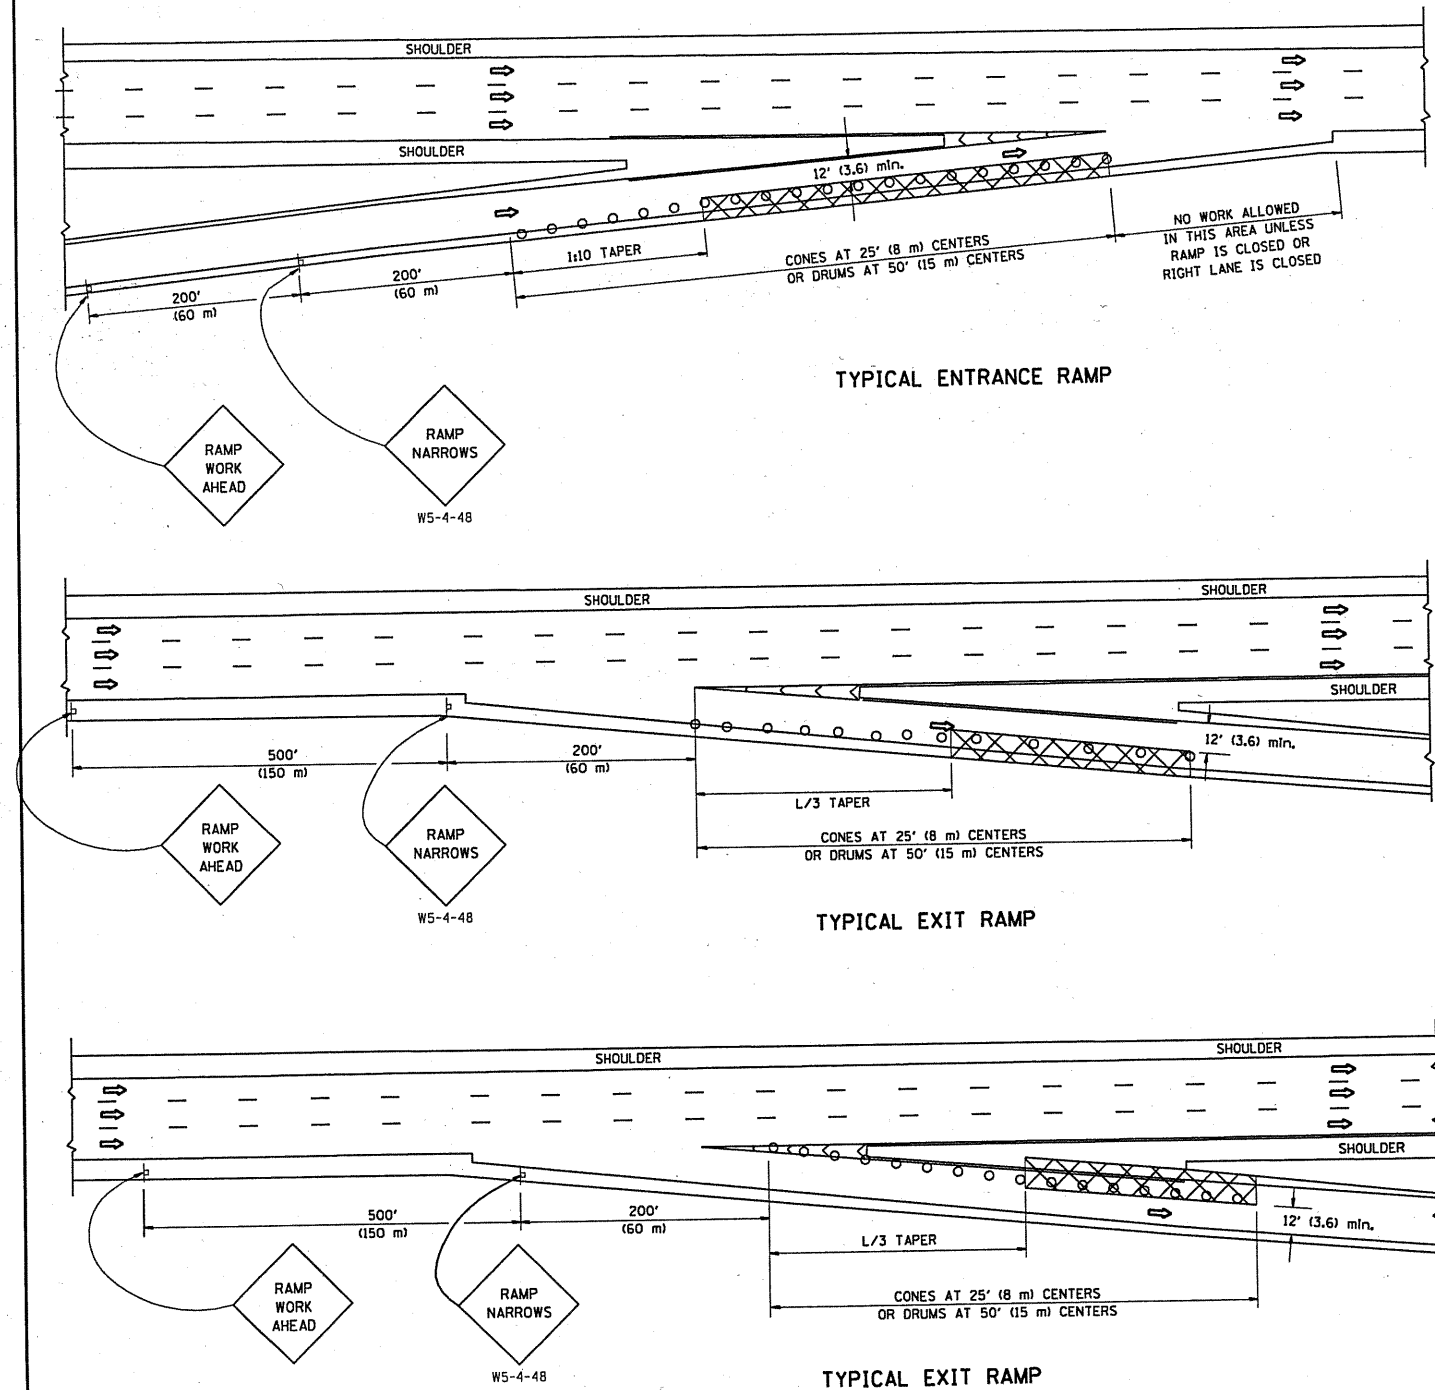 SHOULDER
SHOULDER
12' (3.6) min.
1:10 TAPER
CONES AT 25' (8 m) CENTERS
OR DRUMS AT 50' (15 m) CENTERS
NO WORK ALLOWED
IN THIS AREA UNLESS
RAMP IS CLOSED OR
RIGHT LANE IS CLOSED
200'
(60 m)
200'
(60 m)
TYPICAL ENTRANCE RAMP
RAMP
WORK
AHEAD
RAMP
NARROWS
W5-4-48
SHOULDER
SHOULDER
SHOULDER
12' (3.6) min.
500'
(150 m)
200'
(60 m)
L/3 TAPER
CONES AT 25' (8 m) CENTERS
OR DRUMS AT 50' (15 m) CENTERS
RAMP
WORK
AHEAD
RAMP
NARROWS
W5-4-48
TYPICAL EXIT RAMP
SHOULDER
SHOULDER
SHOULDER
12' (3.6) min.
500'
(150 m)
200'
(60 m)
L/3 TAPER
CONES AT 25' (8 m) CENTERS
OR DRUMS AT 50' (15 m) CENTERS
RAMP
WORK
AHEAD
RAMP
NARROWS
W5-4-48
TYPICAL EXIT RAMP